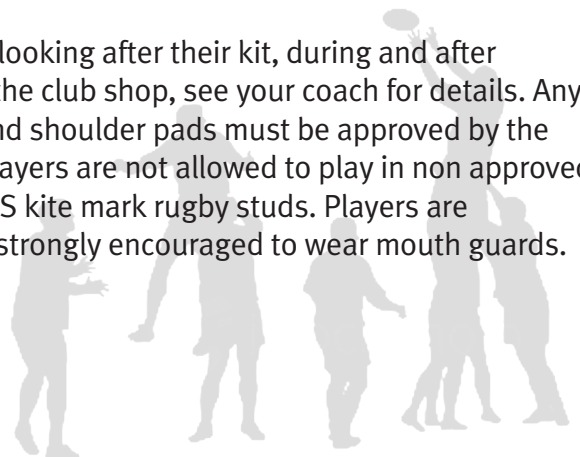 looking after their kit, during and after
the club shop, see your coach for details. Any
nd shoulder pads must be approved by the
ayers are not allowed to play in non approved
S kite mark rugby studs. Players are
strongly encouraged to wear mouth guards.